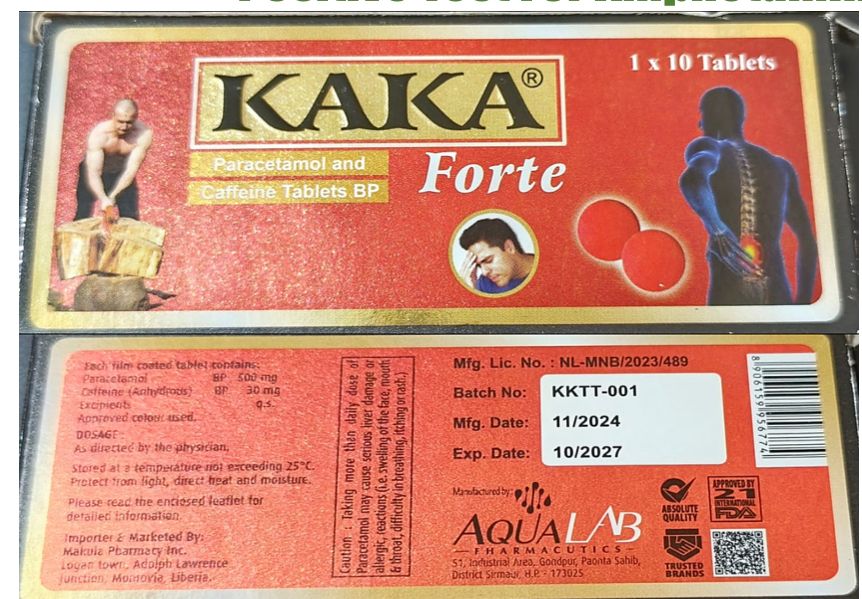 KAKA®
1 x 10 Tablets
Paracetamol and
Caffeine Tablets BP
Forte
Each film coated tablet contains:
Paracetamol BP 500 mg
Caffeine (Anhydrous) BP 30 mg
Excipients q.s.
Approved colour used.
DOSAGE:
As directed by the physician.
Stored at a temperature not exceeding 25°C.
Protect from light, direct heat and moisture.
Please read the enclosed leaflet for
detailed information.
Importer & Marketed By:
Makula Pharmacy Inc.
Logan town, Adolph Lawrence
Junction, Monrovia, Liberia.
Caution : Taking more than daily dose of
Paracetamol may cause serious liver damage or
allergic, reactions (i.e. swelling of the face, mouth
& throat, difficulty in breathing, itching or rash.)
Mfg. Lic. No. : NL-MNB/2023/489
Batch No: KKTT-001
Mfg. Date: 11/2024
Exp. Date: 10/2027
Manufactured by:
AQUA LAB
PHARMACUTICS
51, Industrial Area, Gondpur, Paonta Sahib,
District Sirmaur, H.P. - 173025
ABSOLUTE
QUALITY
APPROVED BY
21
INTERNATIONAL
FDA
TRUSTED
BRANDS
89061591956774